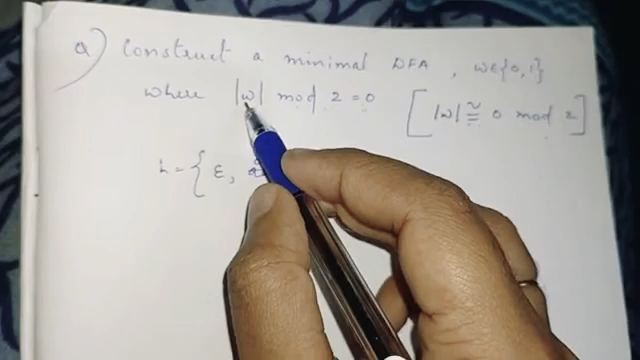 Q) Construct a minimal DFA, w∈{0,1}
where |w| mod 2 = 0 [|w| ≅ 0 mod 2]
L = { ε,